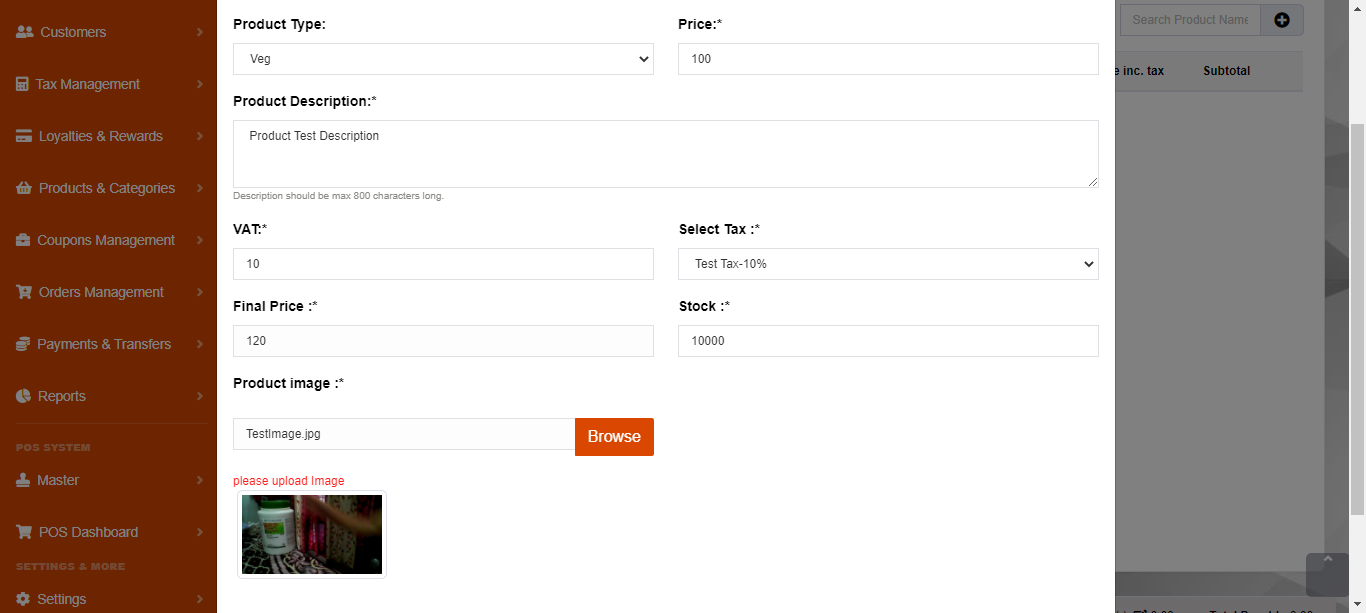 Customers
Tax Management
Loyalties & Rewards
Products & Categories
Coupons Management
Orders Management
Payments & Transfers
Reports
POS SYSTEM
Master
POS Dashboard
SETTINGS & MORE
Settings
Product Type:
Price:*
Veg
100
Product Description:*
Product Test Description
Description should be max 800 characters long.
VAT:*
Select Tax :*
10
Test Tax-10%
Final Price :*
Stock :*
120
10000
Product image :*
TestImage.jpg
Browse
please upload Image
Search Product Name
e inc. tax
Subtotal